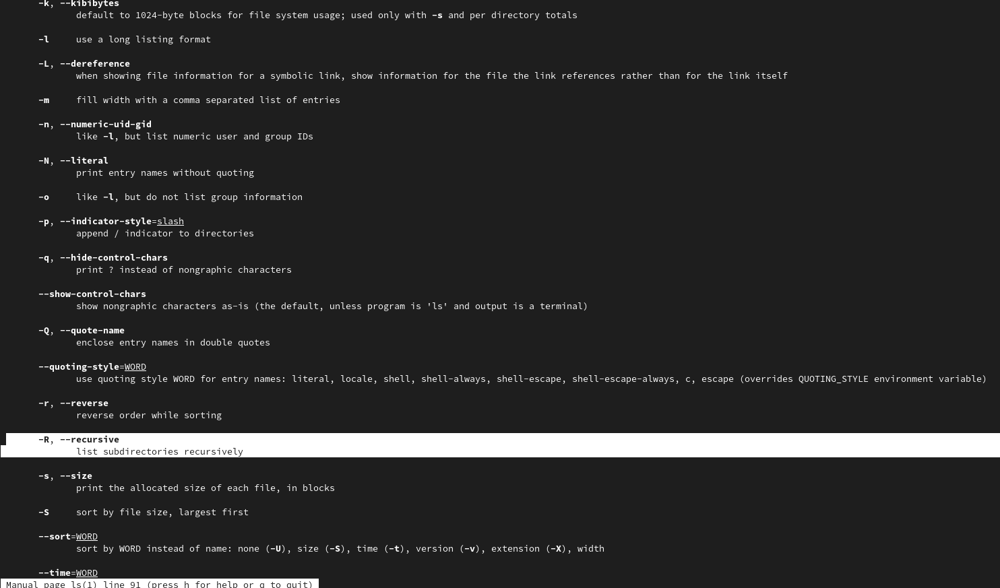 -k, --kibibytes
default to 1024-byte blocks for file system usage; used only with -s and per directory totals
-l use a long listing format
-L, --dereference
when showing file information for a symbolic link, show information for the file the link references rather than for the link itself
-m fill width with a comma separated list of entries
-n, --numeric-uid-gid
like -l, but list numeric user and group IDs
-N, --literal
print entry names without quoting
-o like -l, but do not list group information
-p, --indicator-style=slash
append / indicator to directories
-q, --hide-control-chars
print ? instead of nongraphic characters
--show-control-chars
show nongraphic characters as-is (the default, unless program is 'ls' and output is a terminal)
-Q, --quote-name
enclose entry names in double quotes
--quoting-style=WORD
use quoting style WORD for entry names: literal, locale, shell, shell-always, shell-escape, shell-escape-always, c, escape (overrides QUOTING_STYLE environment variable)
-r, --reverse
reverse order while sorting
-R, --recursive
list subdirectories recursively
-s, --size
print the allocated size of each file, in blocks
-S sort by file size, largest first
--sort=WORD
sort by WORD instead of name: none (-U), size (-S), time (-t), version (-v), extension (-X), width
--time=WORD
Manual page ls(1) line 91 (press h for help or q to quit)